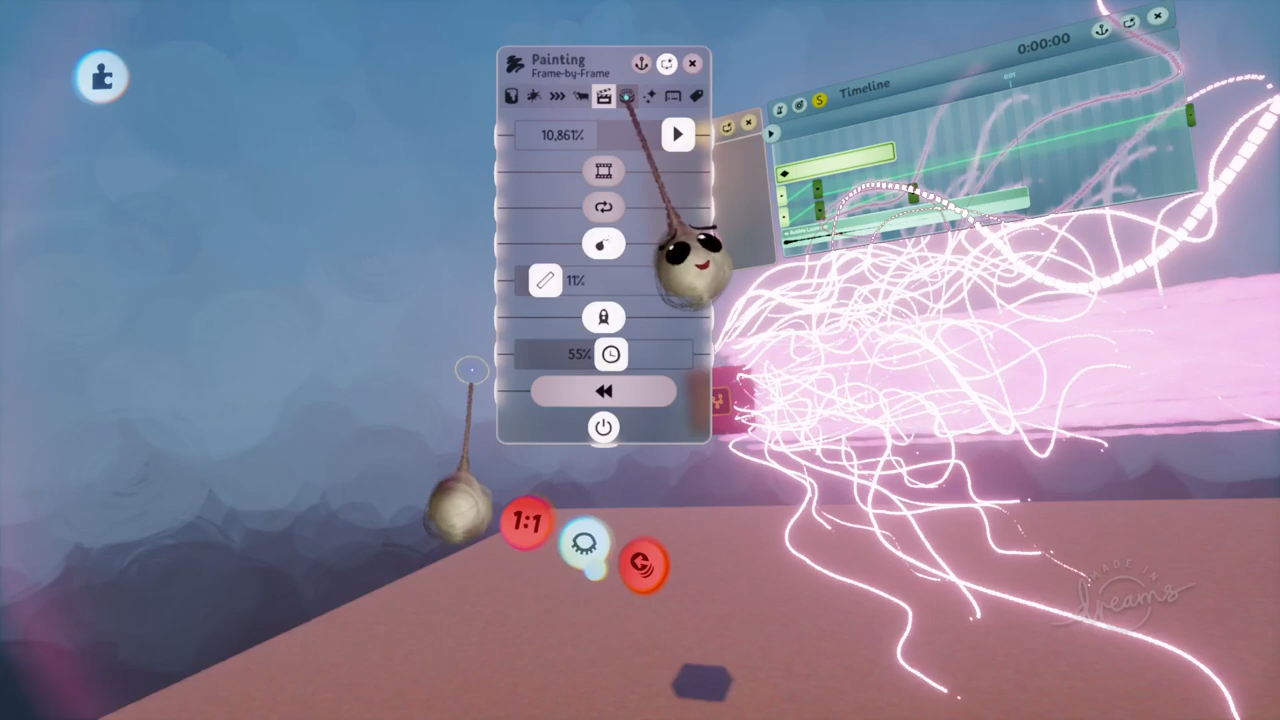 Painting
Frame-by-Frame
10,861%
11%
55%
1:1
S
Timeline
0:00:00
MADE IN
dreams